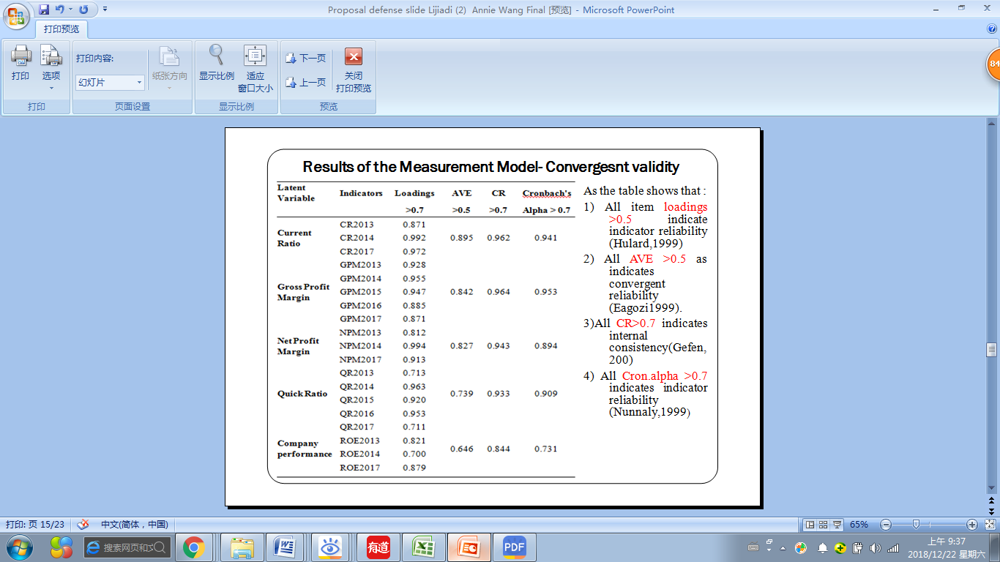 Proposal defense slide Lijiadi (2)  Annie Wang Final [预览] - Microsoft PowerPoint
打印预览
打印
选项
打印内容:
幻灯片
纸张方向
显示比例
适应
窗口大小
下一页
上一页
关闭
打印预览
打印
页面设置
显示比例
预览
84
Results of the Measurement Model- Convergesnt validity
Latent Variable Indicators Loadings AVE CR Cronbach's
>0.7 >0.5 >0.7 Alpha > 0.7
Current Ratio
CR2013 0.871
CR2014 0.992 0.895 0.962 0.941
CR2017 0.972
Gross Profit Margin
GPM2013 0.928
GPM2014 0.955
GPM2015 0.947 0.842 0.964 0.953
GPM2016 0.885
GPM2017 0.871
Net Profit Margin
NPM2013 0.812
NPM2014 0.994 0.827 0.943 0.894
NPM2017 0.913
Quick Ratio
QR2013 0.713
QR2014 0.963
QR2015 0.920 0.739 0.933 0.909
QR2016 0.953
QR2017 0.711
Company performance
ROE2013 0.821
ROE2014 0.700 0.646 0.844 0.731
ROE2017 0.879
As the table shows that :
1) All item loadings
>0.5 indicate
indicator reliability
(Hulard,1999)
2) All AVE >0.5 as
indicates
convergent
reliability
(Eagozi1999).
3)All CR>0.7 indicates
internal
consistency(Gefen,
200)
4) All Cron.alpha >0.7
indicates indicator
reliability
(Nunnaly,1999)
打印: 页 15/23
中文(简体，中国)
65%
搜索网页和文
有道
PDF
上午 9:37
2018/12/22 星期六